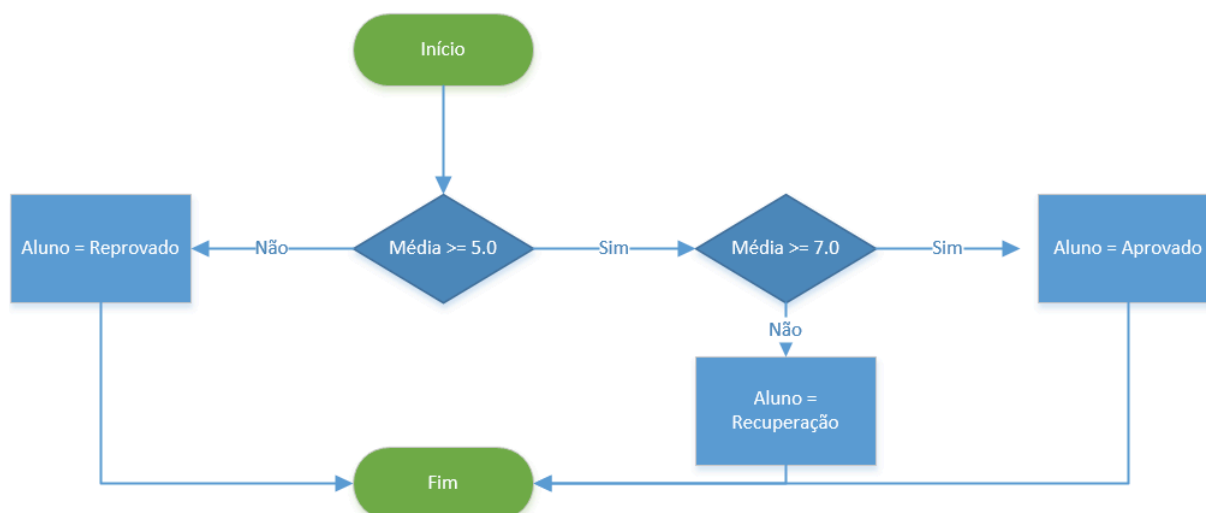 Início
Aluno = Reprovado
Não
Média >= 5.0
Sim
Média >= 7.0
Sim
Aluno = Aprovado
Não
Aluno =
Recuperação
Fim